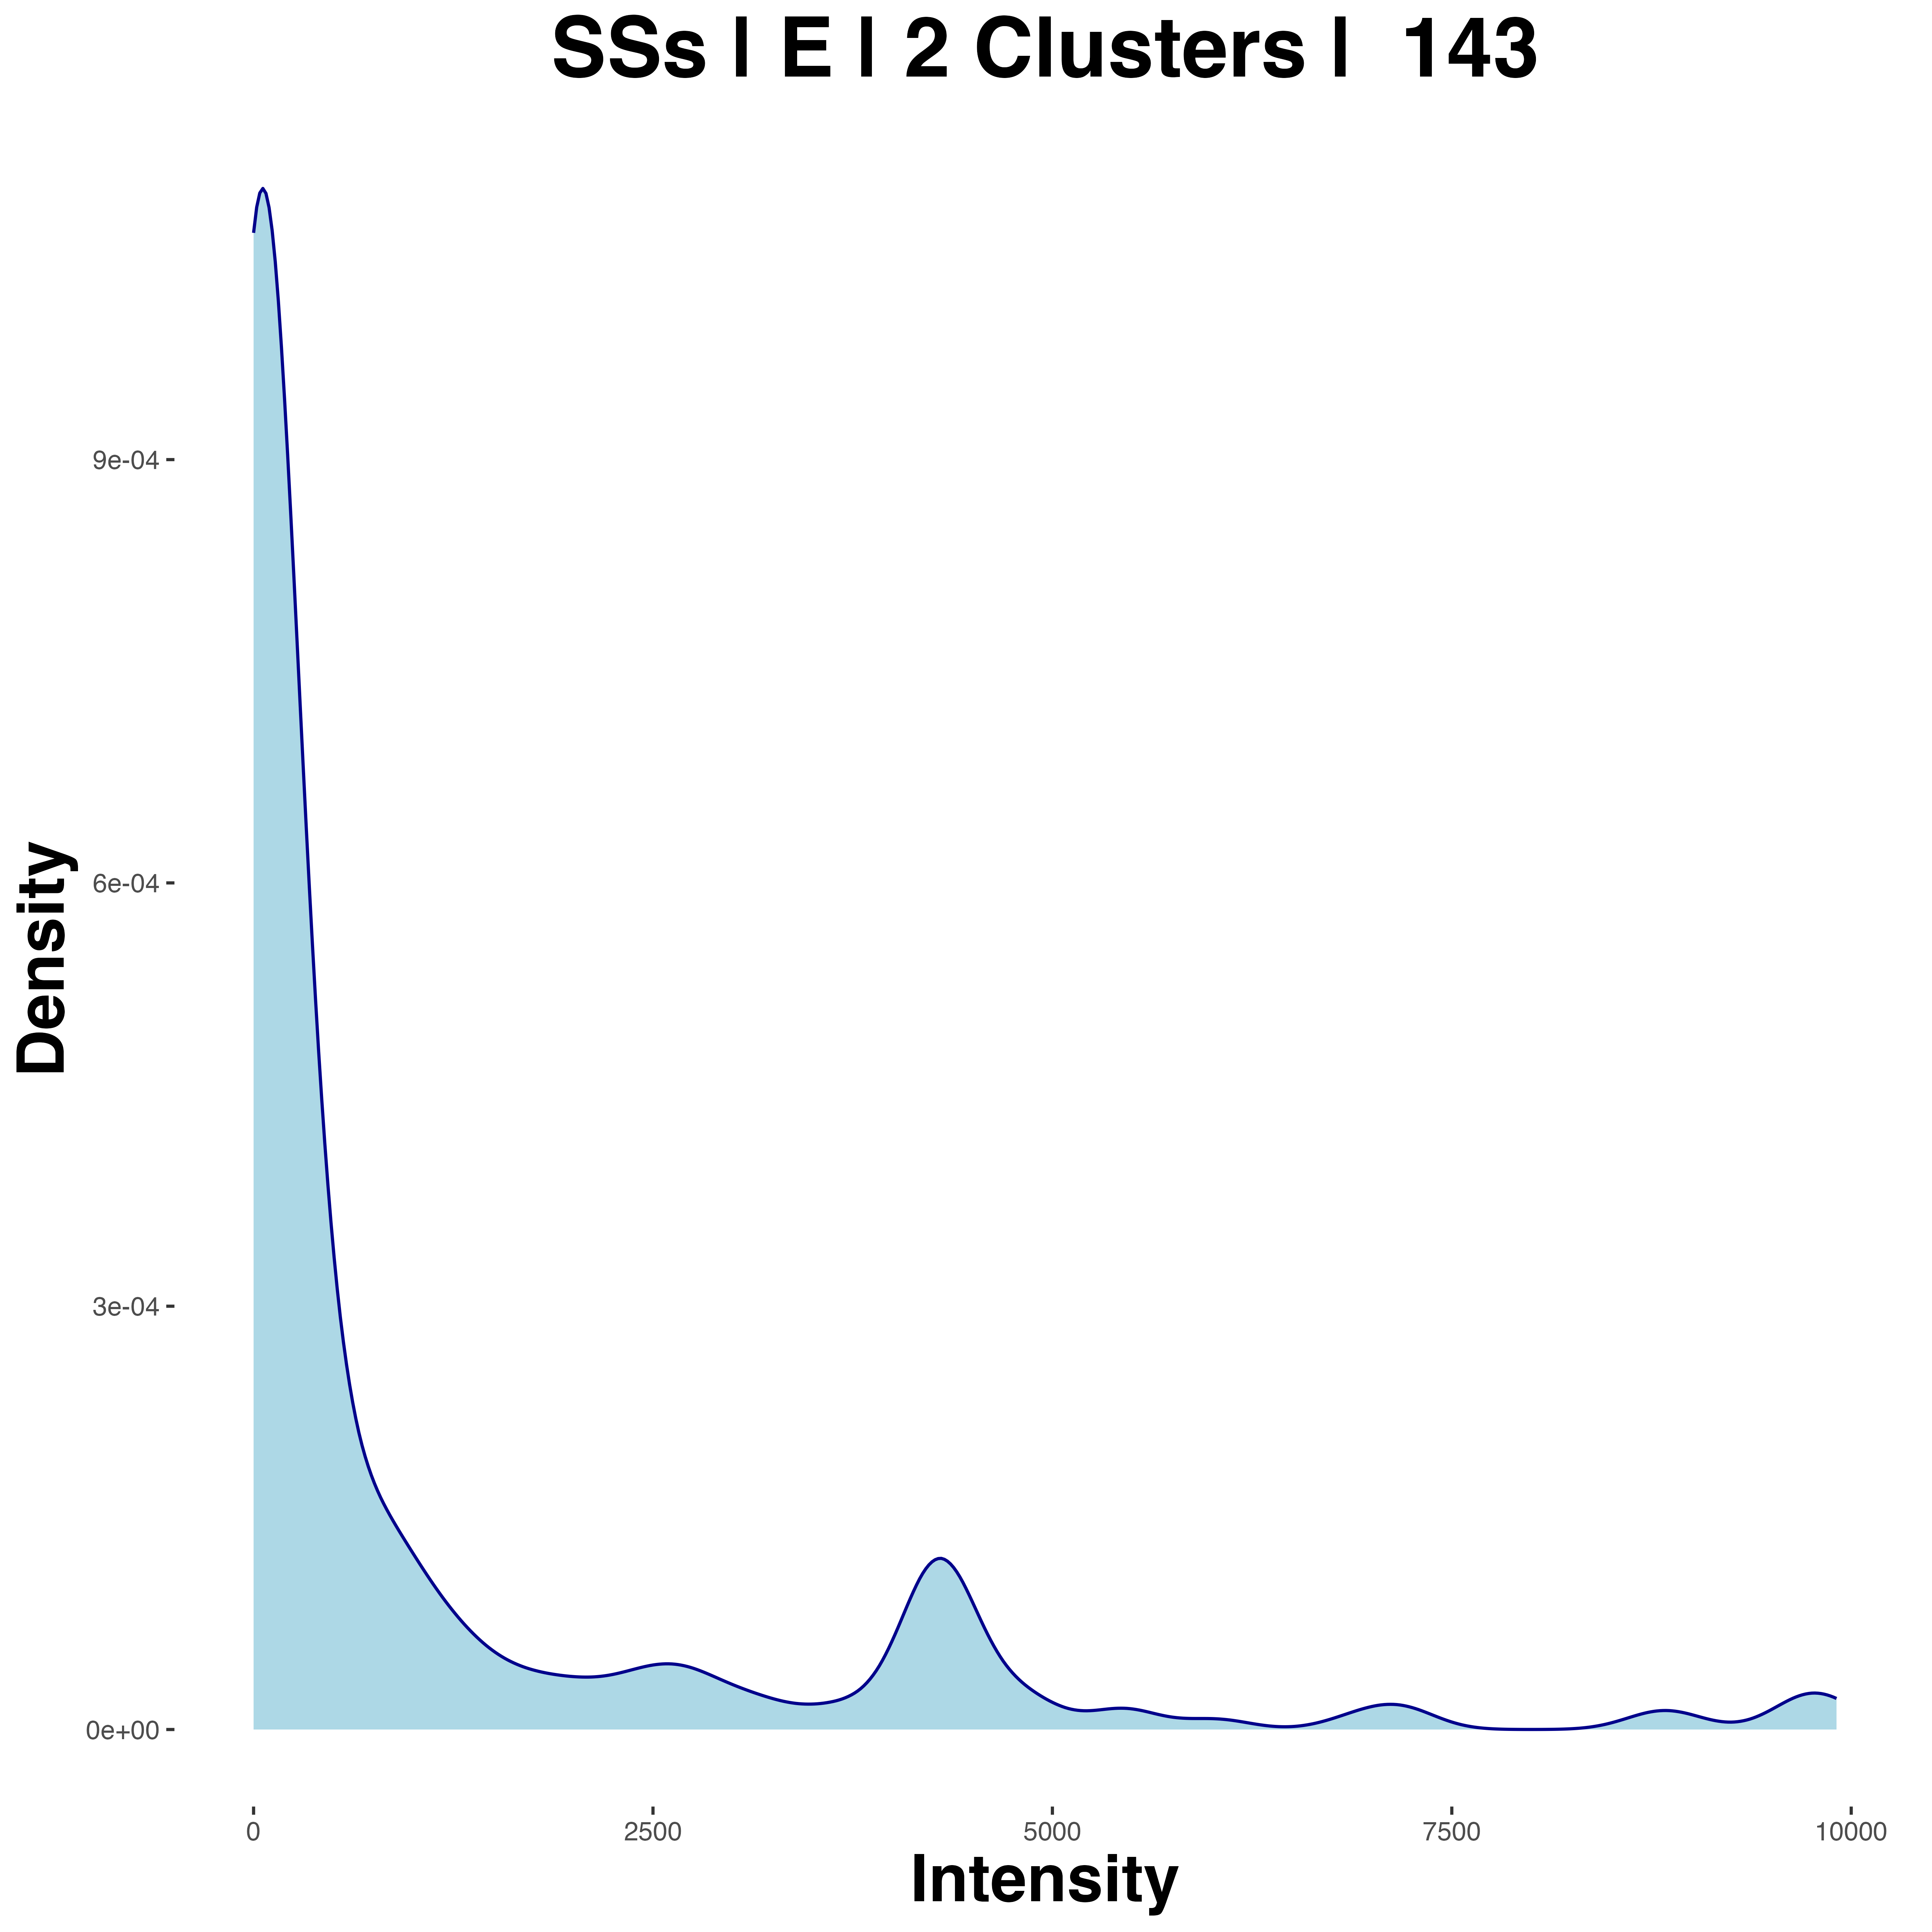 SSs | E | 2 Clusters |  143
Density
9e-04
6e-04
3e-04
0e+00
0 2500 5000 7500 10000
Intensity